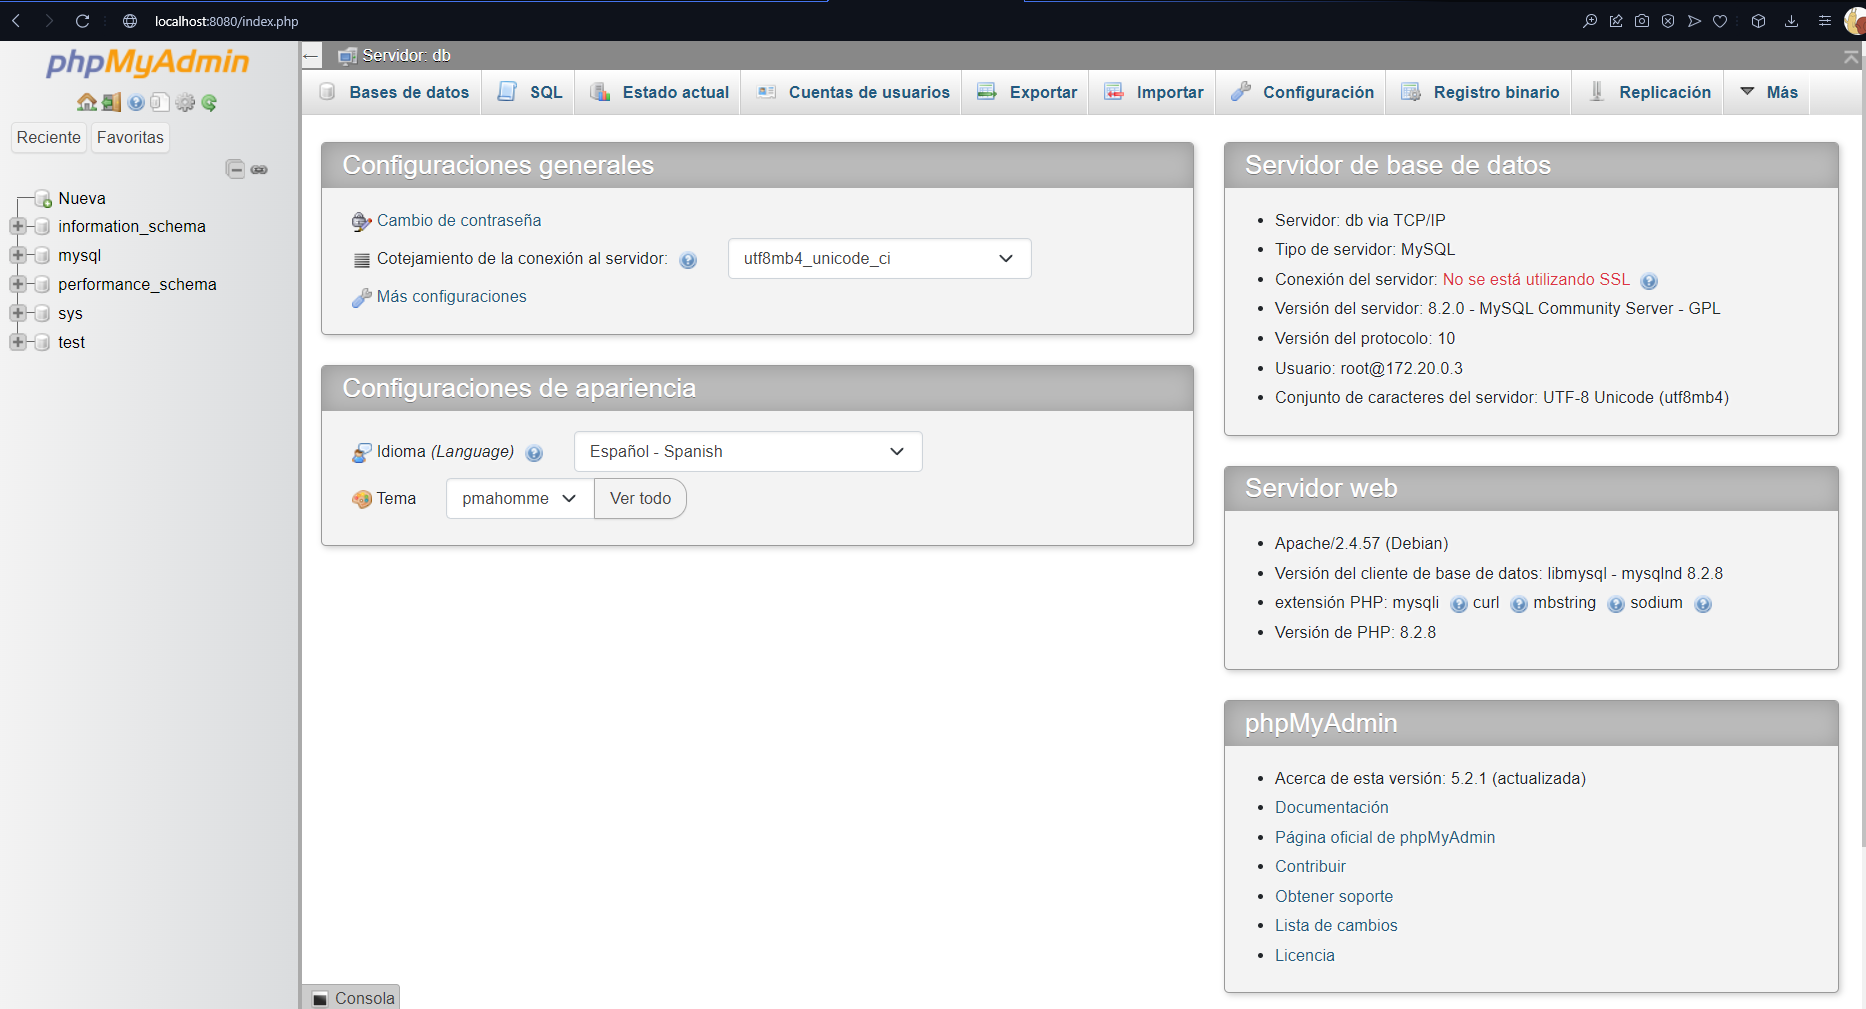 localhost:8080/index.php
phpMyAdmin
Reciente Favoritas
Nueva
information_schema
mysql
performance_schema
sys
test
Servidor: db
Bases de datos SQL Estado actual Cuentas de usuarios Exportar Importar Configuración Registro binario Replicación Más
Configuraciones generales
Cambio de contraseña
Cotejamiento de la conexión al servidor: utf8mb4_unicode_ci
Más configuraciones
Configuraciones de apariencia
Idioma (Language) Español - Spanish
Tema pmahomme Ver todo
Servidor de base de datos
Servidor: db via TCP/IP
Tipo de servidor: MySQL
Conexión del servidor: No se está utilizando SSL
Versión del servidor: 8.2.0 - MySQL Community Server - GPL
Versión del protocolo: 10
Usuario: root@172.20.0.3
Conjunto de caracteres del servidor: UTF-8 Unicode (utf8mb4)
Servidor web
Apache/2.4.57 (Debian)
Versión del cliente de base de datos: libmysql - mysqlnd 8.2.8
extensión PHP: mysqli curl mbstring sodium
Versión de PHP: 8.2.8
phpMyAdmin
Acerca de esta versión: 5.2.1 (actualizada)
Documentación
Página oficial de phpMyAdmin
Contribuir
Obtener soporte
Lista de cambios
Licencia
Consola